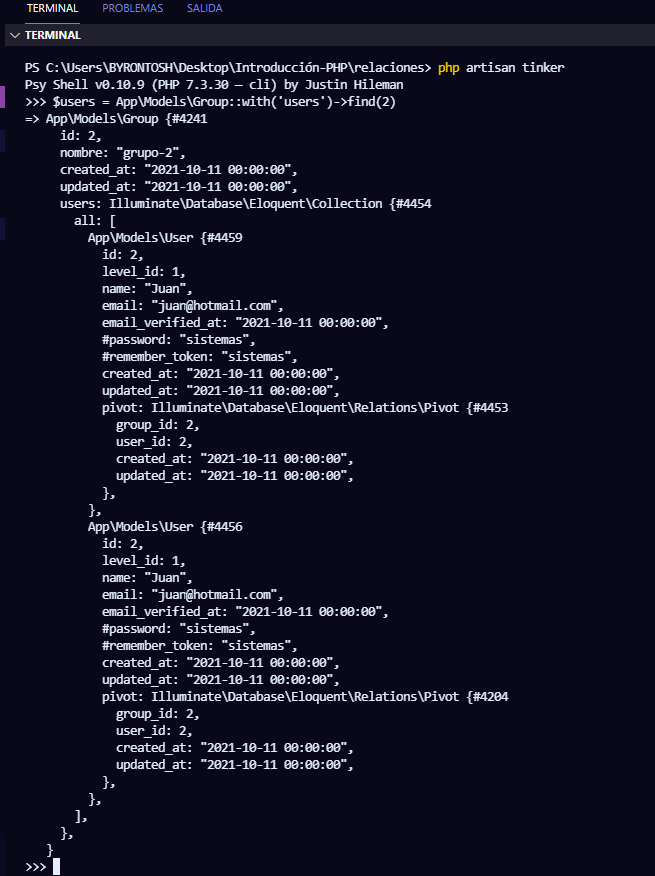 TERMINAL PROBLEMAS SALIDA
TERMINAL
PS C:\Users\BYRONTOSH\Desktop\Introducción-PHP\relaciones> php artisan tinker
Psy Shell v0.10.9 (PHP 7.3.30 — cli) by Justin Hileman
>>> $users = App\Models\Group::with('users')->find(2)
=> App\Models\Group {#4241
id: 2,
nombre: "grupo-2",
created_at: "2021-10-11 00:00:00",
updated_at: "2021-10-11 00:00:00",
users: Illuminate\Database\Eloquent\Collection {#4454
all: [
App\Models\User {#4459
id: 2,
level_id: 1,
name: "Juan",
email: "juan@hotmail.com",
email_verified_at: "2021-10-11 00:00:00",
#password: "sistemas",
#remember_token: "sistemas",
created_at: "2021-10-11 00:00:00",
updated_at: "2021-10-11 00:00:00",
pivot: Illuminate\Database\Eloquent\Relations\Pivot {#4453
group_id: 2,
user_id: 2,
created_at: "2021-10-11 00:00:00",
updated_at: "2021-10-11 00:00:00",
},
},
App\Models\User {#4456
id: 2,
level_id: 1,
name: "Juan",
email: "juan@hotmail.com",
email_verified_at: "2021-10-11 00:00:00",
#password: "sistemas",
#remember_token: "sistemas",
created_at: "2021-10-11 00:00:00",
updated_at: "2021-10-11 00:00:00",
pivot: Illuminate\Database\Eloquent\Relations\Pivot {#4204
group_id: 2,
user_id: 2,
created_at: "2021-10-11 00:00:00",
updated_at: "2021-10-11 00:00:00",
},
},
],
},
}
>>>